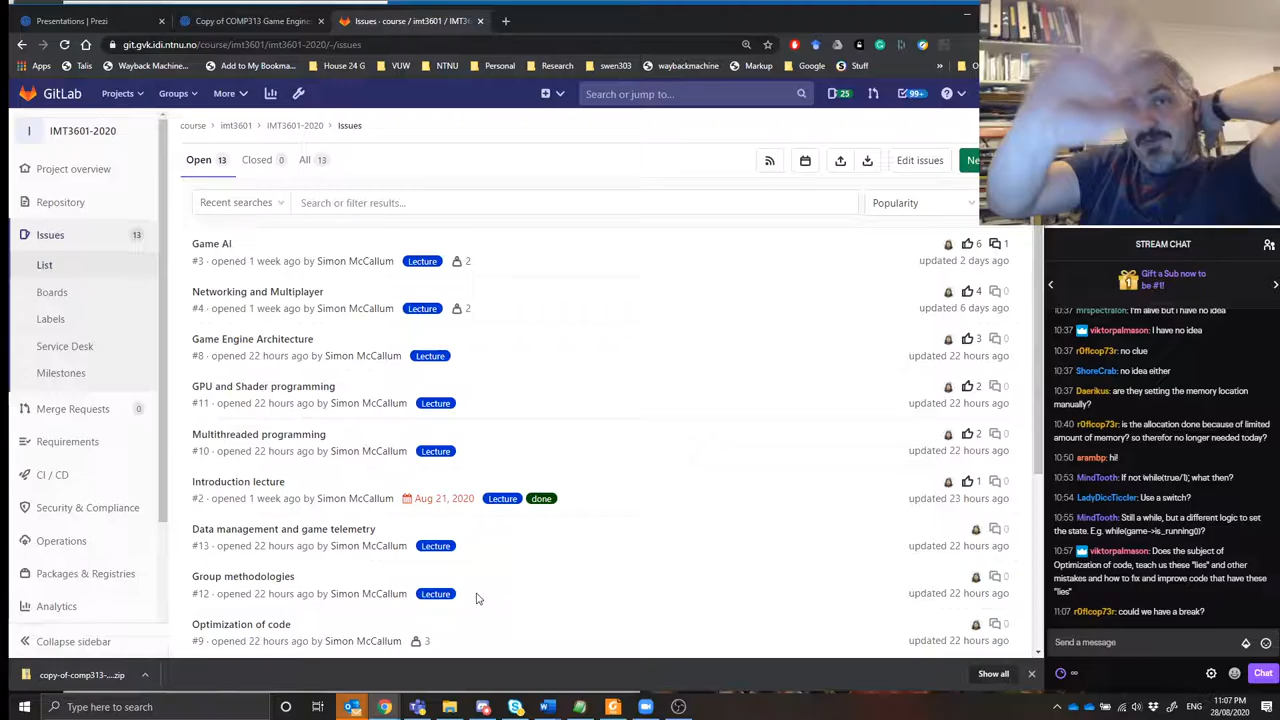 Presentations | Prezi
Copy of COMP313 Game Engine:
Issues · course / imt3601 / IMT3
git.gvk.idi.ntnu.no/course/imt3601/imt3601-2020/-/issues
Apps
Talis
Wayback Machine...
Add to My Bookma...
House 24 G
VUW
NTNU
Personal
Research
swen303
waybackmachine
Markup
Google
Stuff
»
GitLab
Projects
Groups
More
Search or jump to...
25
99+
I
IMT3601-2020
Project overview
Repository
Issues
13
List
Boards
Labels
Service Desk
Milestones
Merge Requests
0
Requirements
CI / CD
Security & Compliance
Operations
Packages & Registries
Analytics
Collapse sidebar
course › imt3601 › IMT3601-2020 › Issues
Open 13
Closed 0
All 13
Edit issues
Ne
Recent searches
Search or filter results...
Popularity
Game AI
6
1
#3 · opened 1 week ago by Simon McCallum Lecture 2
updated 2 days ago
Networking and Multiplayer
4
0
#4 · opened 1 week ago by Simon McCallum Lecture 2
updated 6 days ago
Game Engine Architecture
3
0
#8 · opened 22 hours ago by Simon McCallum Lecture
updated 22 hours ago
GPU and Shader programming
2
0
#11 · opened 22 hours ago by Simon McCallum Lecture
updated 22 hours ago
Multithreaded programming
2
0
#10 · opened 22 hours ago by Simon McCallum Lecture
updated 22 hours ago
Introduction lecture
1
0
#2 · opened 1 week ago by Simon McCallum Aug 21, 2020 Lecture done
updated 23 hours ago
Data management and game telemetry
0
#13 · opened 22 hours ago by Simon McCallum Lecture
updated 22 hours ago
Group methodologies
0
#12 · opened 22 hours ago by Simon McCallum Lecture
updated 22 hours ago
Optimization of code
0
#9 · opened 22 hours ago by Simon McCallum 3
updated 22 hours ago
STREAM CHAT
Gift a Sub now to
be #1!
10:37 mrspectralon: I'm alive but i have no idea
10:37 viktorpalmason: I have no idea
10:37 r0flcop73r: no clue
10:37 ShoreCrab: no idea either
10:37 Daerikus: are they setting the memory location
manually?
10:40 r0flcop73r: is the allocation done because of limited
amount of memory? so therefor no longer needed today?
10:50 arambp: hi!
10:53 MindTooth: If not while(true/1); what then?
10:54 LadyDiccTiccler: Use a switch?
10:55 MindTooth: Still a while, but a different logic to set
the state. E.g. while(game->is_running())?
10:57 viktorpalmason: Does the subject of
Optimization of code, teach us these "lies" and other
mistakes and how to fix and improve code that have these
"lies"
11:07 r0flcop73r: could we have a break?
Send a message
Chat
copy-of-comp313-....zip
Show all
Type here to search
ENG
11:07 PM
28/08/2020